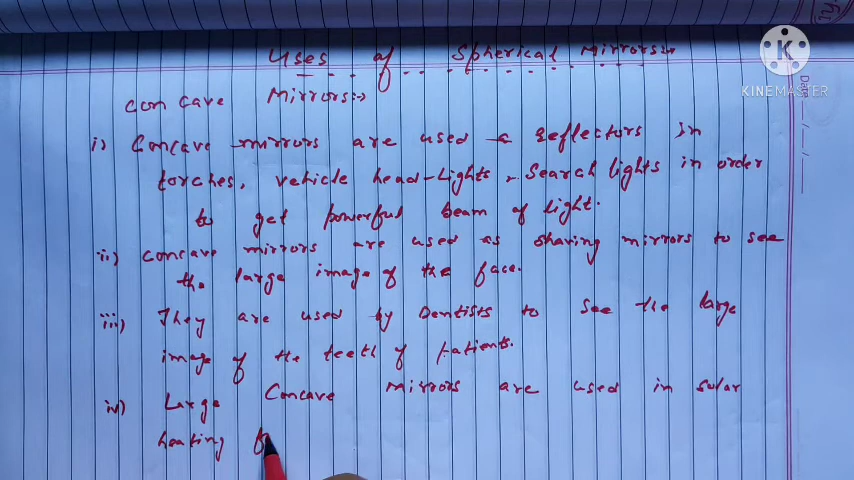 Uses of Spherical Mirrors:→
K
KINEMASTER
Date
Concave Mirrors:→
i) Concave mirrors are used a reflectors In
torches, vehicle head-Lights, Search lights in order
to get powerful beam of light.
ii) concave mirrors are used as shaving mirrors to see
the large image of the face.
iii) They are used by Dentists to see the large
image of the teeth of patients.
iv) Large Concave Mirrors are used in solar
heating